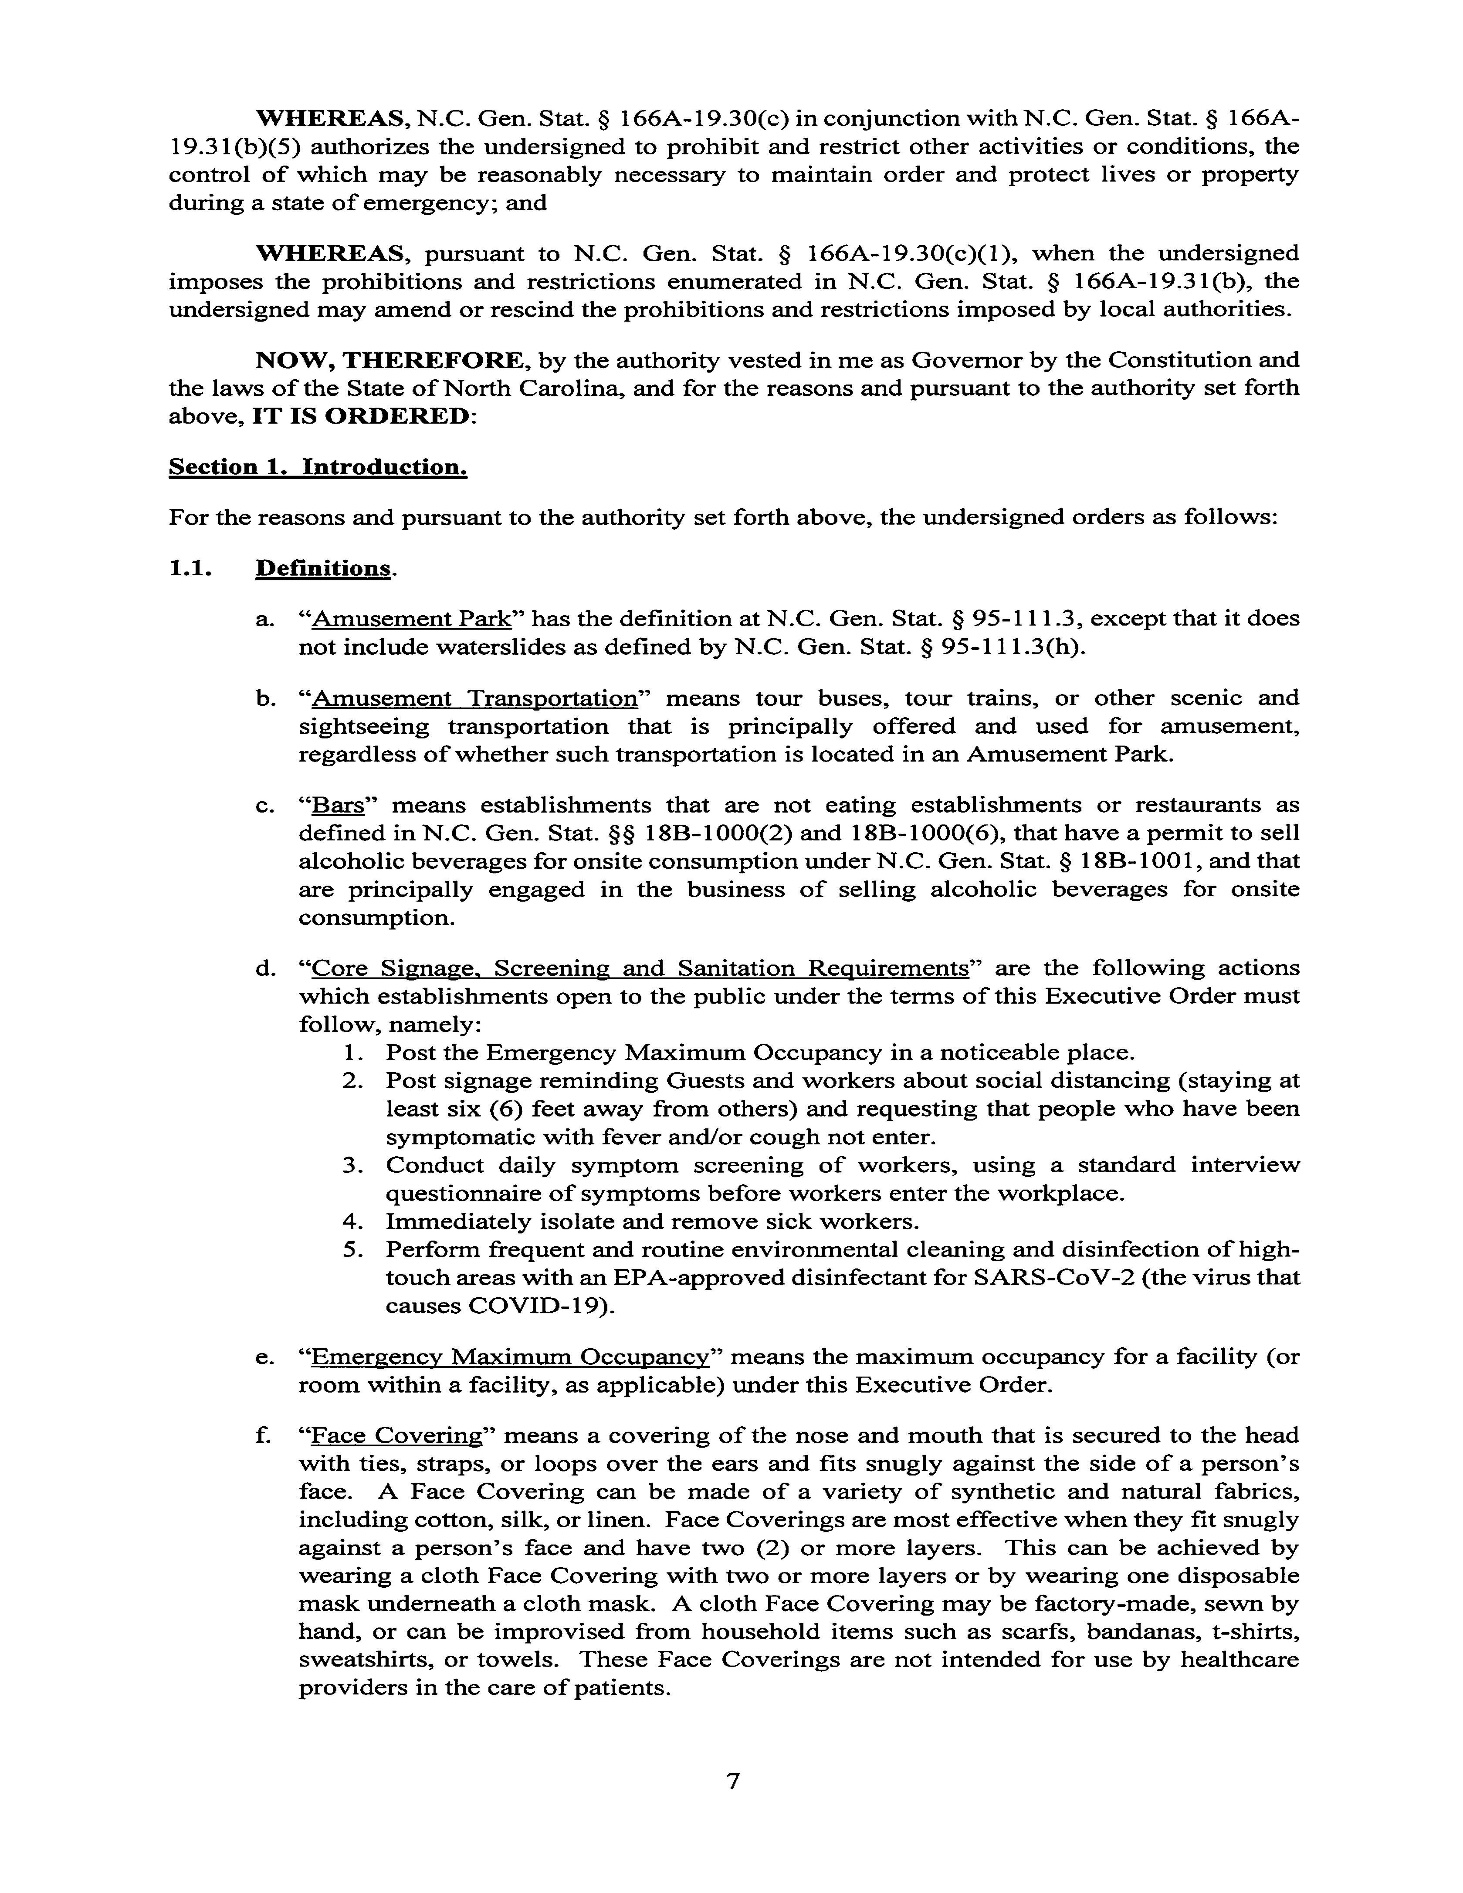 WHEREAS, N.C. Gen. Stat. § 166A-19.30(c) in conjunction with N.C. Gen. Stat. § 166A-
19.31(b)(5) authorizes the undersigned to prohibit and restrict other activities or conditions, the
control of which may be reasonably necessary to maintain order and protect lives or property
during a state of emergency; and
WHEREAS, pursuant to N.C. Gen. Stat. § 166A-19.30(c)(1), when the undersigned
imposes the prohibitions and restrictions enumerated in N.C. Gen. Stat. § 166A-19.31(b), the
undersigned may amend or rescind the prohibitions and restrictions imposed by local authorities.
NOW, THEREFORE, by the authority vested in me as Governor by the Constitution and
the laws of the State of North Carolina, and for the reasons and pursuant to the authority set forth
above, IT IS ORDERED:
Section 1. Introduction.
For the reasons and pursuant to the authority set forth above, the undersigned orders as follows:
1.1. Definitions.
a. “Amusement Park” has the definition at N.C. Gen. Stat. § 95-111.3, except that it does
not include waterslides as defined by N.C. Gen. Stat. § 95-111.3(h).
b. “Amusement Transportation” means tour buses, tour trains, or other scenic and
sightseeing transportation that is principally offered and used for amusement,
regardless of whether such transportation is located in an Amusement Park.
c. “Bars” means establishments that are not eating establishments or restaurants as
defined in N.C. Gen. Stat. §§ 18B-1000(2) and 18B-1000(6), that have a permit to sell
alcoholic beverages for onsite consumption under N.C. Gen. Stat. § 18B-1001, and that
are principally engaged in the business of selling alcoholic beverages for onsite
consumption.
d. “Core Signage, Screening and Sanitation Requirements” are the following actions
which establishments open to the public under the terms of this Executive Order must
follow, namely:
1. Post the Emergency Maximum Occupancy in a noticeable place.
2. Post signage reminding Guests and workers about social distancing (staying at
least six (6) feet away from others) and requesting that people who have been
symptomatic with fever and/or cough not enter.
3. Conduct daily symptom screening of workers, using a standard interview
questionnaire of symptoms before workers enter the workplace.
4. Immediately isolate and remove sick workers.
5. Perform frequent and routine environmental cleaning and disinfection of high-
touch areas with an EPA-approved disinfectant for SARS-CoV-2 (the virus that
causes COVID-19).
e. “Emergency Maximum Occupancy” means the maximum occupancy for a facility (or
room within a facility, as applicable) under this Executive Order.
f. “Face Covering” means a covering of the nose and mouth that is secured to the head
with ties, straps, or loops over the ears and fits snugly against the side of a person’s
face. A Face Covering can be made of a variety of synthetic and natural fabrics,
including cotton, silk, or linen. Face Coverings are most effective when they fit snugly
against a person’s face and have two (2) or more layers. This can be achieved by
wearing a cloth Face Covering with two or more layers or by wearing one disposable
mask underneath a cloth mask. A cloth Face Covering may be factory-made, sewn by
hand, or can be improvised from household items such as scarfs, bandanas, t-shirts,
sweatshirts, or towels. These Face Coverings are not intended for use by healthcare
providers in the care of patients.
7